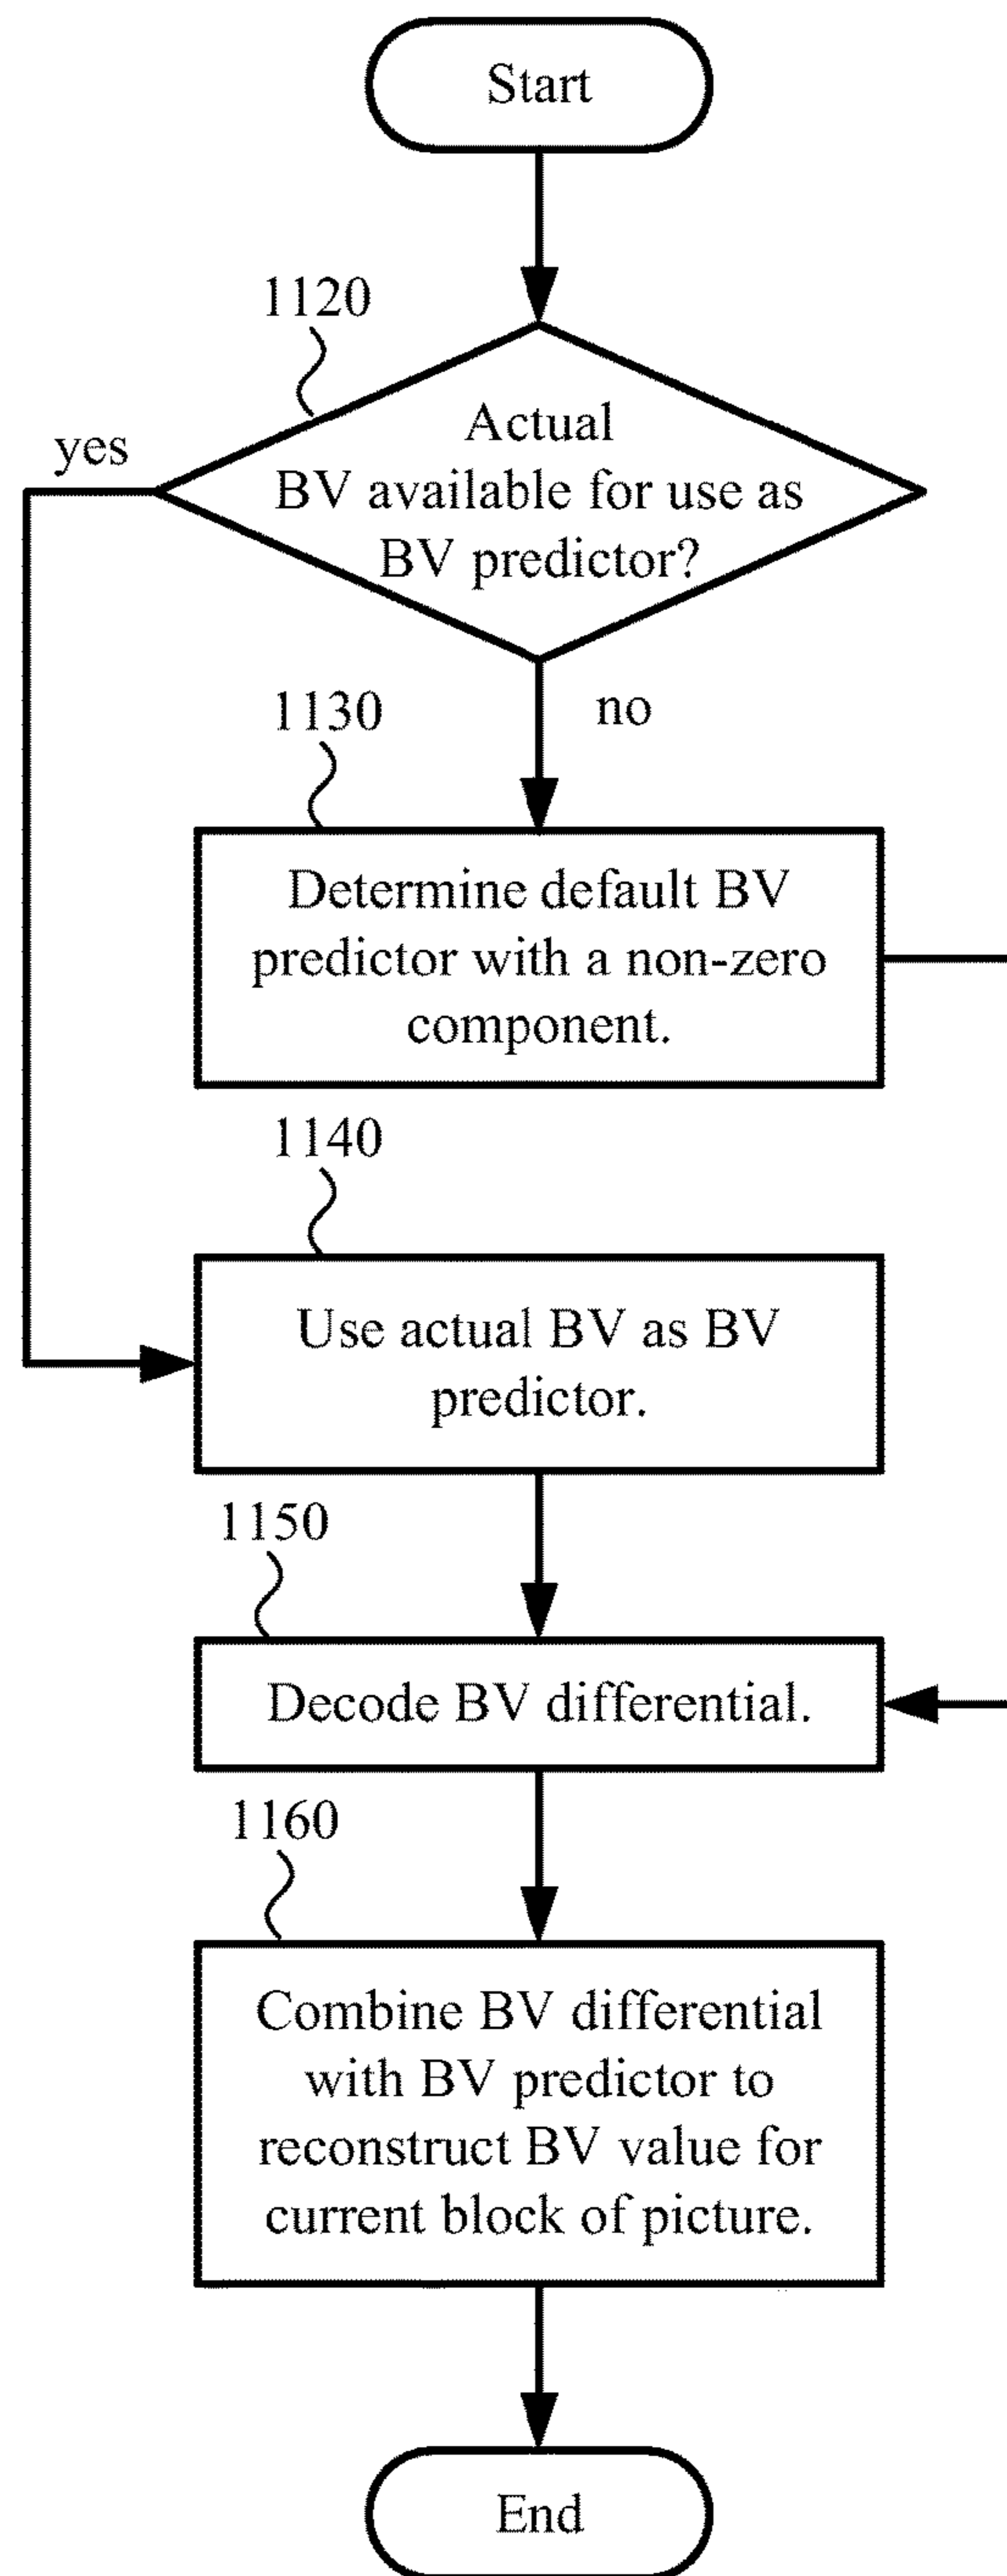 Start
1120
yes
Actual
BV available for use as
BV predictor?
no
1130
Determine default BV
predictor with a non-zero
component.
1140
Use actual BV as BV
predictor.
1150
Decode BV differential.
1160
Combine BV differential
with BV predictor to
reconstruct BV value for
current block of picture.
End